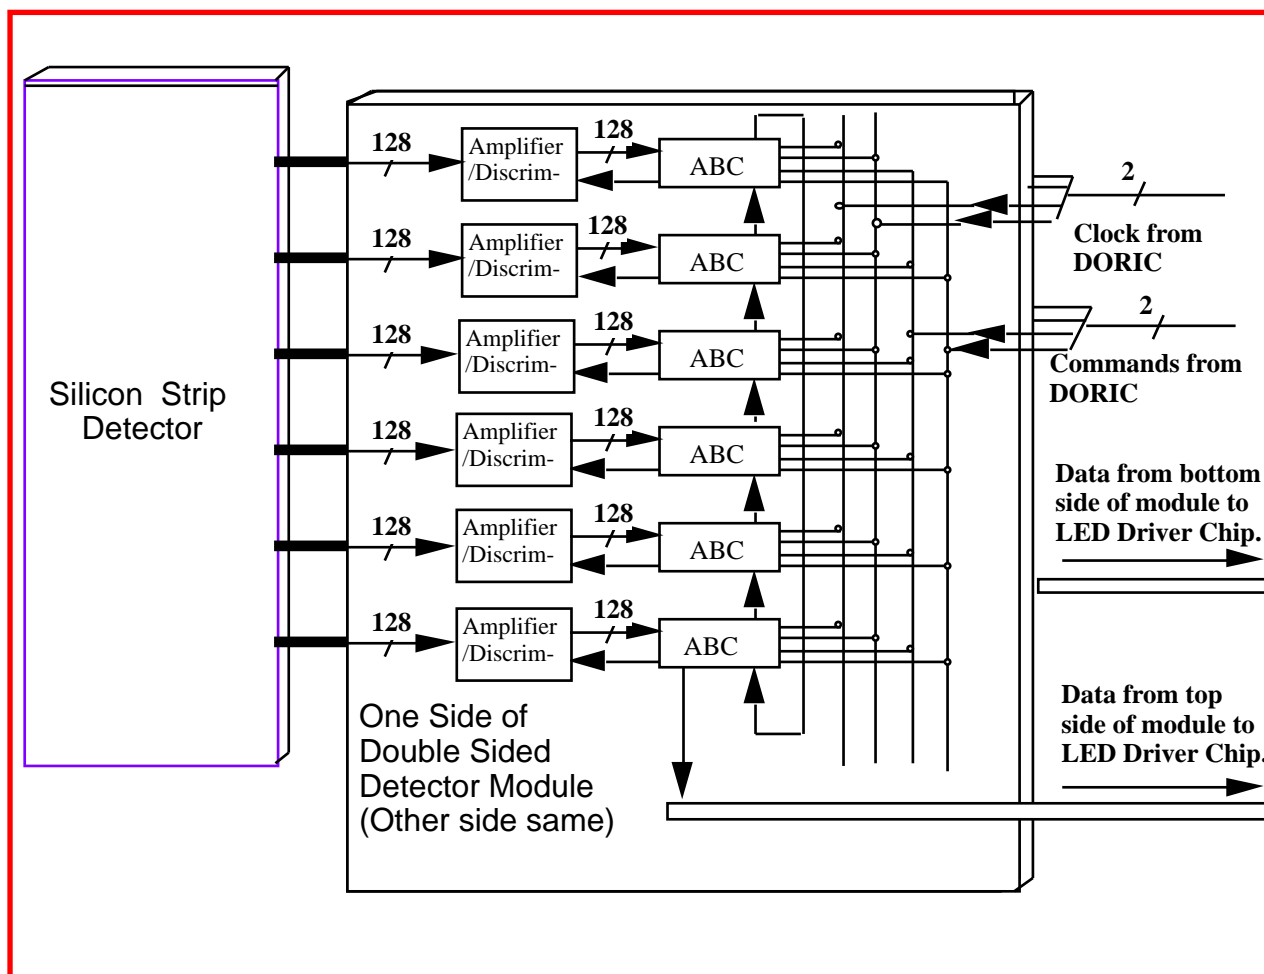 128
Amplifier
/Discrim-
128
ABC
2
Clock from
DORIC
128
Amplifier
/Discrim-
128
ABC
2
Commands from
DORIC
128
Amplifier
/Discrim-
128
ABC
Silicon Strip
Detector
128
Amplifier
/Discrim-
128
ABC
Data from bottom
side of module to
LED Driver Chip.
128
Amplifier
/Discrim-
128
ABC
128
Amplifier
/Discrim-
128
ABC
One Side of
Double Sided
Detector Module
(Other side same)
Data from top
side of module to
LED Driver Chip.